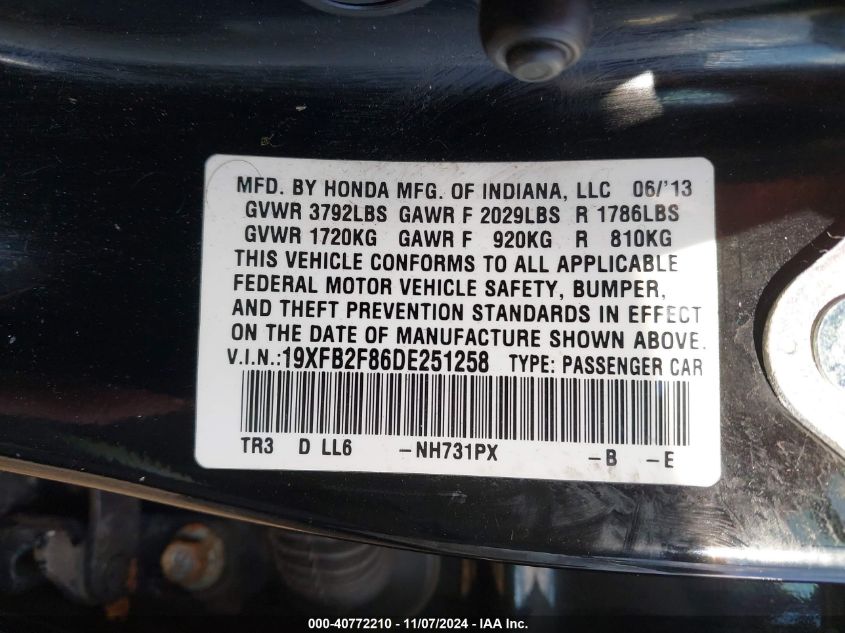 MFD. BY HONDA MFG. OF INDIANA, LLC 06/'13
GVWR 3792LBS GAWR F 2029LBS R 1786LBS
GVWR 1720KG GAWR F 920KG R 810KG
THIS VEHICLE CONFORMS TO ALL APPLICABLE
FEDERAL MOTOR VEHICLE SAFETY, BUMPER,
AND THEFT PREVENTION STANDARDS IN EFFECT
ON THE DATE OF MANUFACTURE SHOWN ABOVE.
V.I.N.: 19XFB2F86DE251258 TYPE: PASSENGER CAR
TR3 D LL6 -NH731PX -B -E
000-40772210 - 11/07/2024 - IAA Inc.